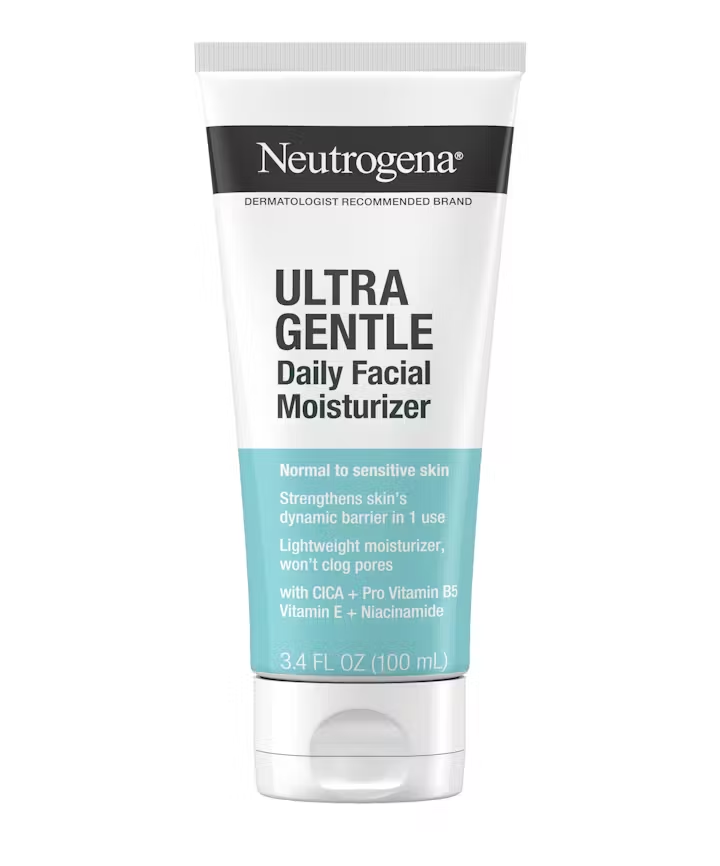 Neutrogena®
DERMATOLOGIST RECOMMENDED BRAND
ULTRA
GENTLE
Daily Facial
Moisturizer
Normal to sensitive skin
Strengthens skin's
dynamic barrier in 1 use
Lightweight moisturizer,
won't clog pores
with CICA + Pro Vitamin B5
Vitamin E + Niacinamide
3.4 FL OZ (100 mL)